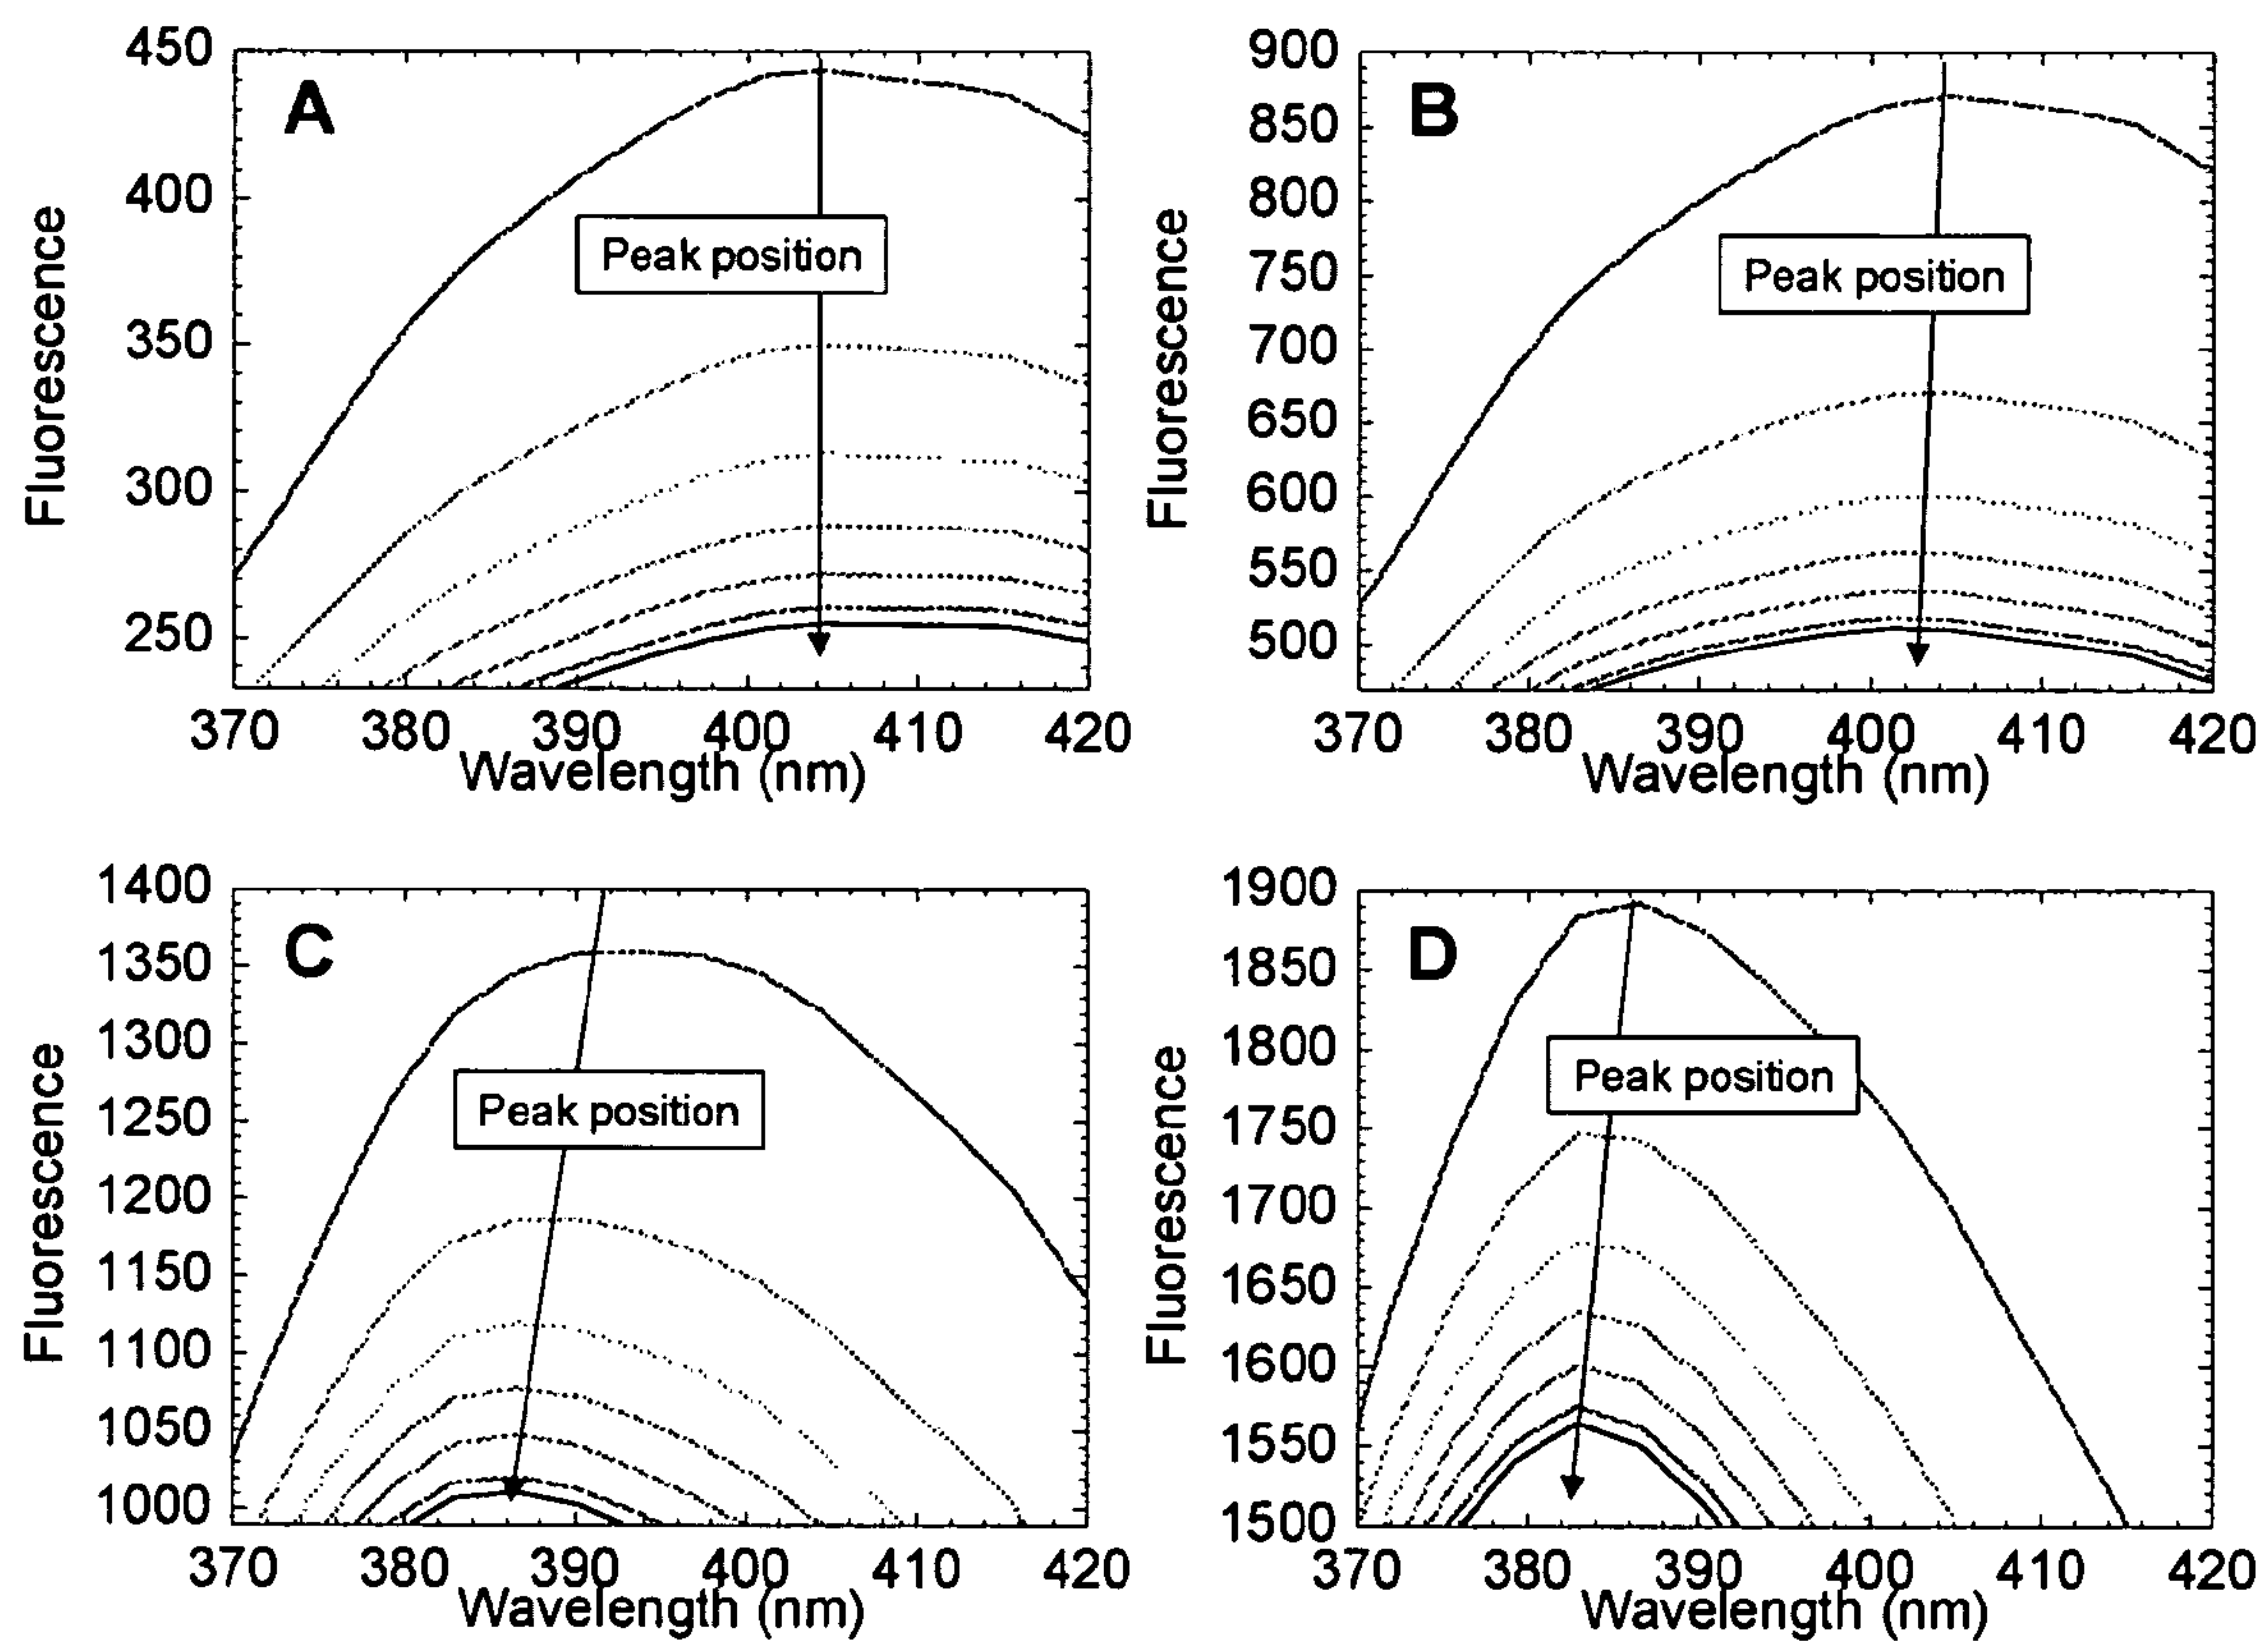 A
450
400
350
300
250
Fluorescence
Peak position
370 380 390 400 410 420
Wavelength (nm)
B
900
850
800
750
700
650
600
550
500
Fluorescence
Peak position
370 380 390 400 410 420
Wavelength (nm)
C
1400
1350
1300
1250
1200
1150
1100
1050
1000
Fluorescence
Peak position
370 380 390 400 410 420
Wavelength (nm)
D
1900
1850
1800
1750
1700
1650
1600
1550
1500
Fluorescence
Peak position
370 380 390 400 410 420
Wavelength (nm)